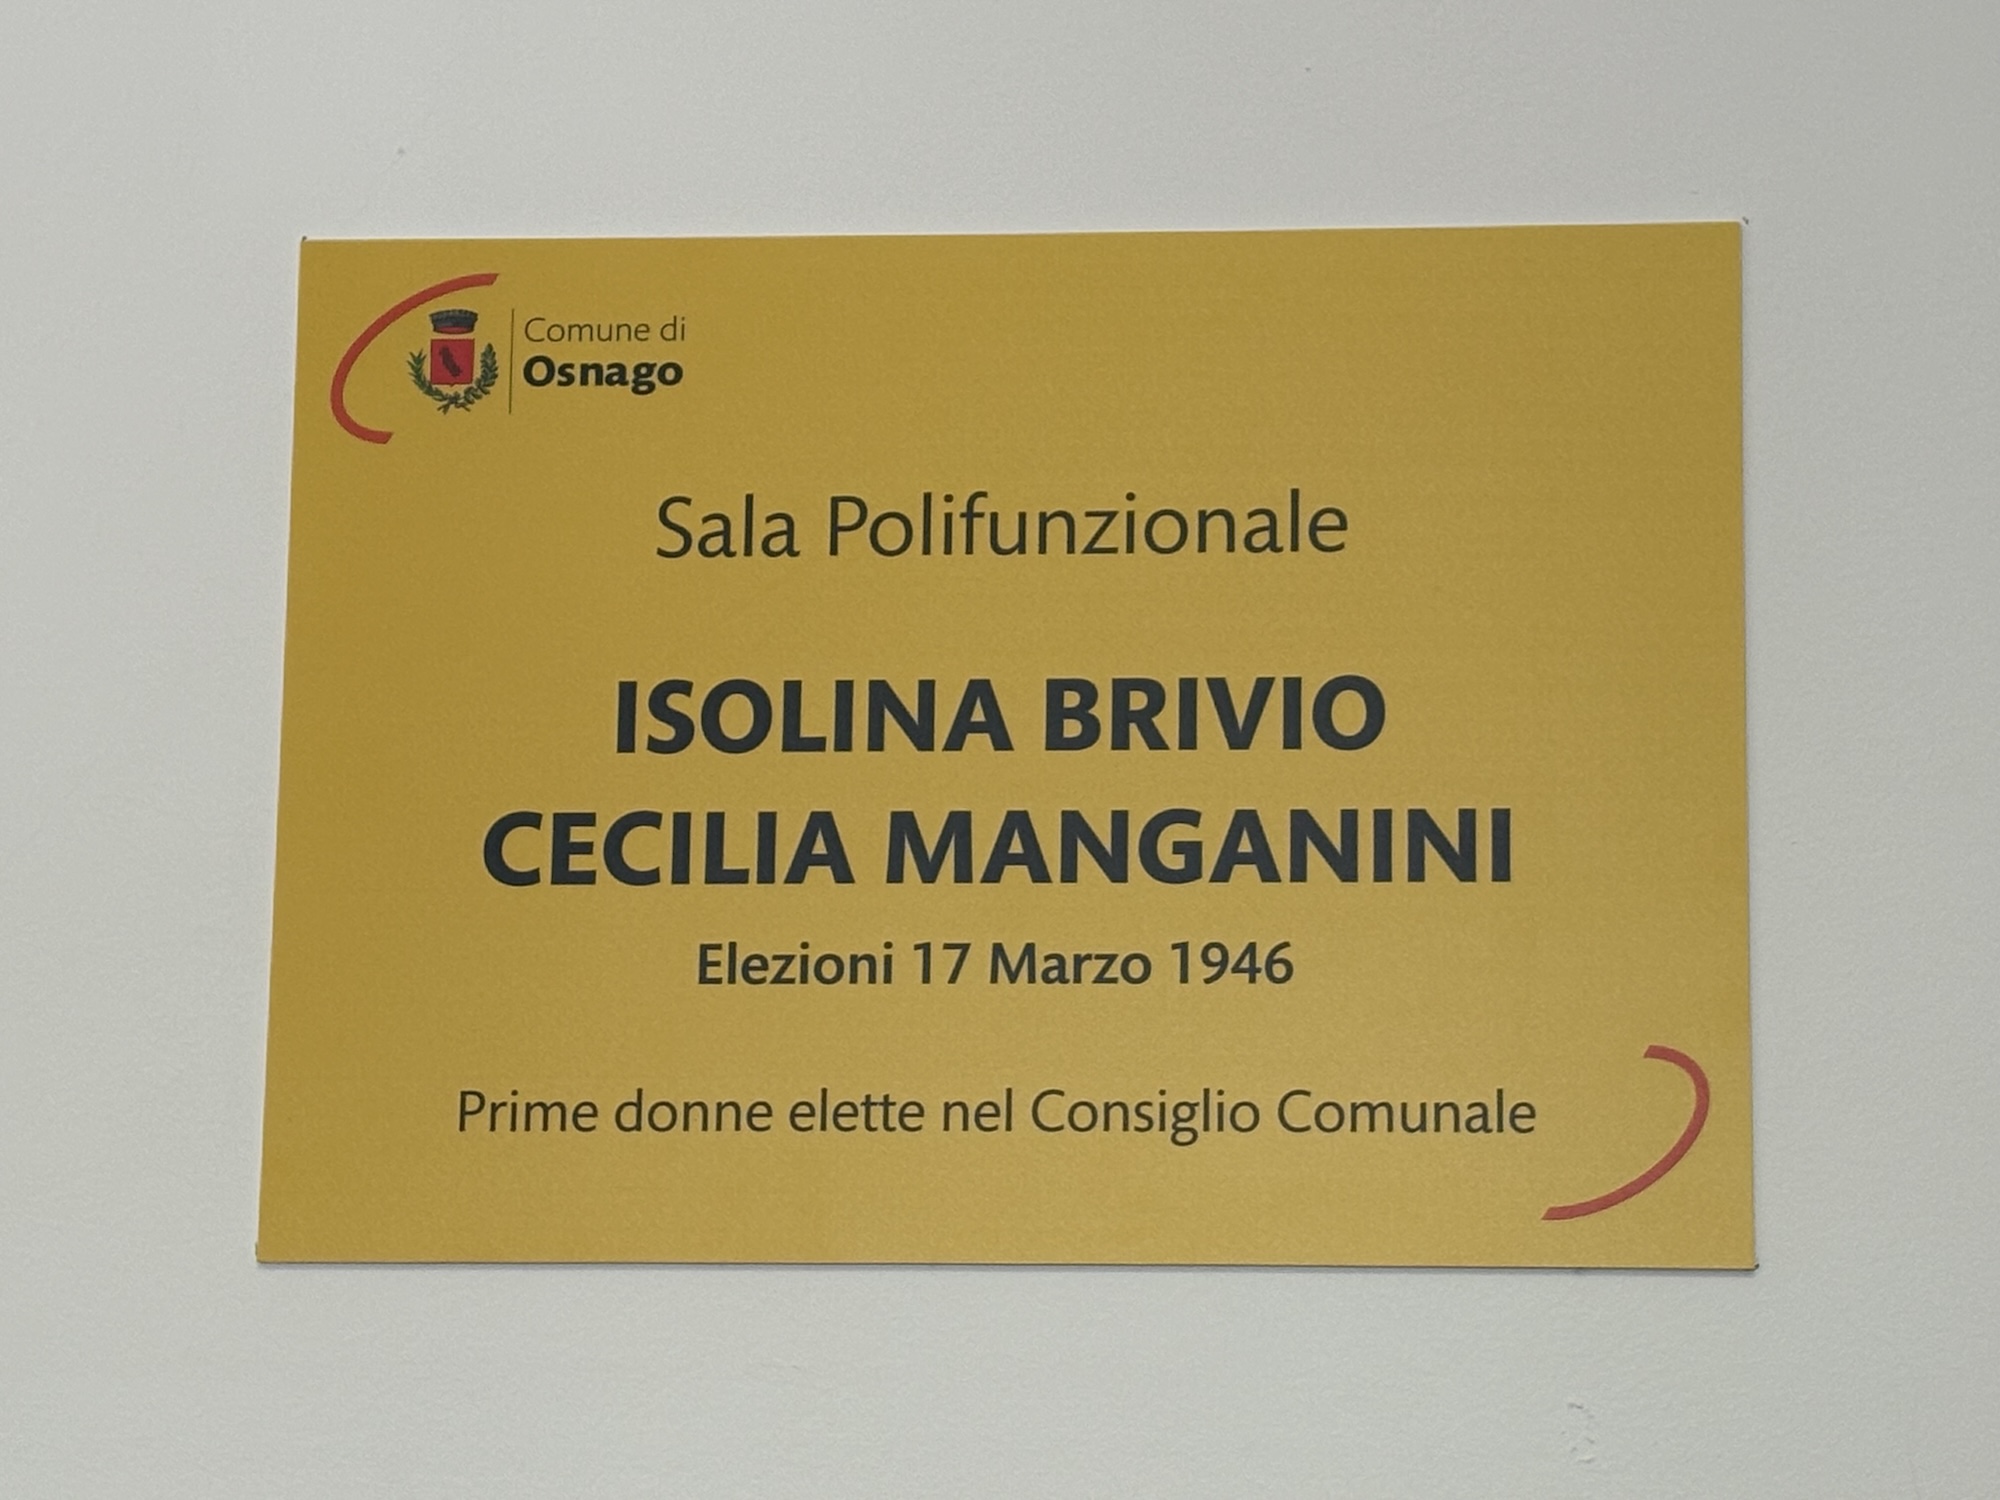 Comune di
Osnago
Sala Polifunzionale
ISOLINA BRIVIO
CECILIA MANGANINI
Elezioni 17 Marzo 1946
Prime donne elette nel Consiglio Comunale